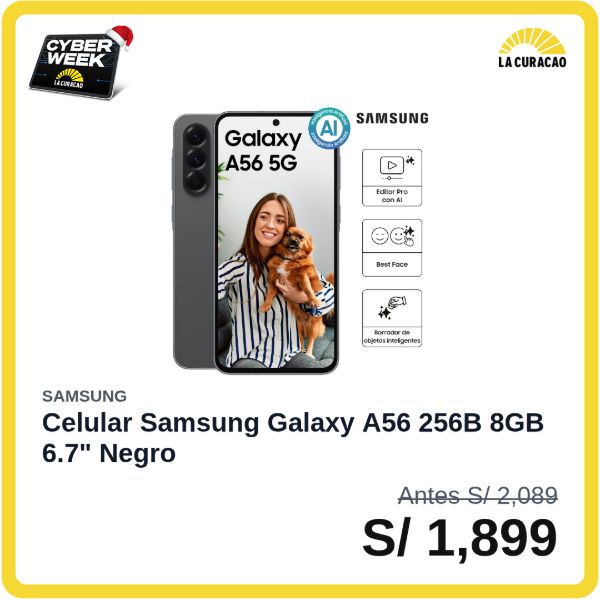 CYBER
WEEK
LA CURACAO
LA CURACAO
Galaxy
A56 5G
AI
SAMSUNG
Editor Pro
con AI
Best Face
Borrador de
objetos inteligentes
SAMSUNG
Celular Samsung Galaxy A56 256B 8GB
6.7" Negro
Antes S/ 2,089
S/ 1,899